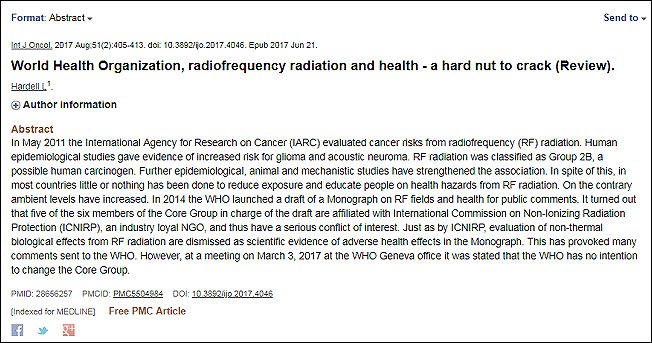 Format: Abstract
Send to
Int J Oncol. 2017 Aug;51(2):405-413. doi: 10.3892/ijo.2017.4046. Epub 2017 Jun 21.
World Health Organization, radiofrequency radiation and health - a hard nut to crack (Review).
Hardell L1.
Author information
Abstract
In May 2011 the International Agency for Research on Cancer (IARC) evaluated cancer risks from radiofrequency (RF) radiation. Human
epidemiological studies gave evidence of increased risk for glioma and acoustic neuroma. RF radiation was classified as Group 2B, a
possible human carcinogen. Further epidemiological, animal and mechanistic studies have strengthened the association. In spite of this, in
most countries little or nothing has been done to reduce exposure and educate people on health hazards from RF radiation. On the contrary
ambient levels have increased. In 2014 the WHO launched a draft of a Monograph on RF fields and health for public comments. It turned out
that five of the six members of the Core Group in charge of the draft are affiliated with International Commission on Non-Ionizing Radiation
Protection (ICNIRP), an industry loyal NGO, and thus have a serious conflict of interest. Just as by ICNIRP, evaluation of non-thermal
biological effects from RF radiation are dismissed as scientific evidence of adverse health effects in the Monograph. This has provoked many
comments sent to the WHO. However, at a meeting on March 3, 2017 at the WHO Geneva office it was stated that the WHO has no intention
to change the Core Group.
PMID: 28656257 PMCID: PMC5504984 DOI: 10.3892/ijo.2017.4046
[Indexed for MEDLINE] Free PMC Article